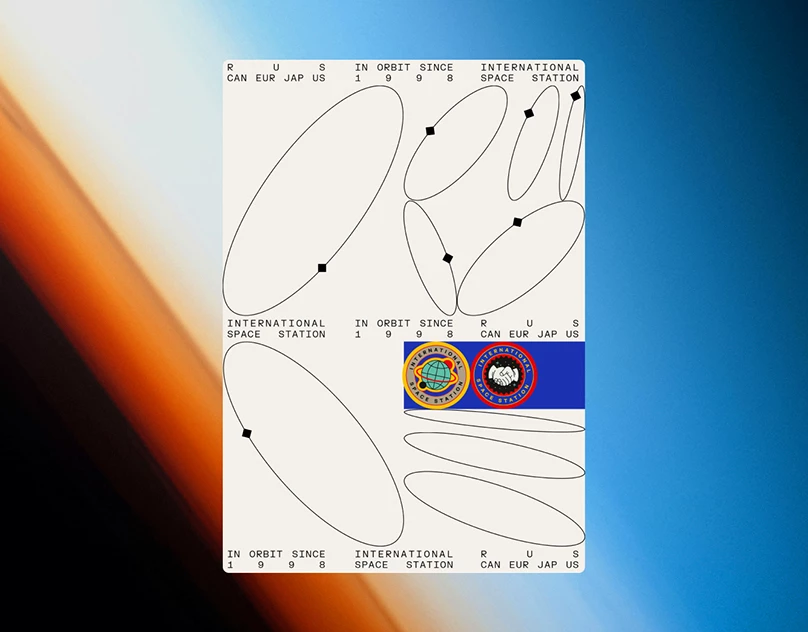 R U S IN ORBIT SINCE INTERNATIONAL
CAN EUR JAP US 1 9 9 8 SPACE STATION
INTERNATIONAL IN ORBIT SINCE R U S
SPACE STATION 1 9 9 8 CAN EUR JAP US
INTERNATIONAL
SPACE STATION
INTERNATIONAL
SPACE STATION
IN ORBIT SINCE INTERNATIONAL R U S
1 9 9 8 SPACE STATION CAN EUR JAP US